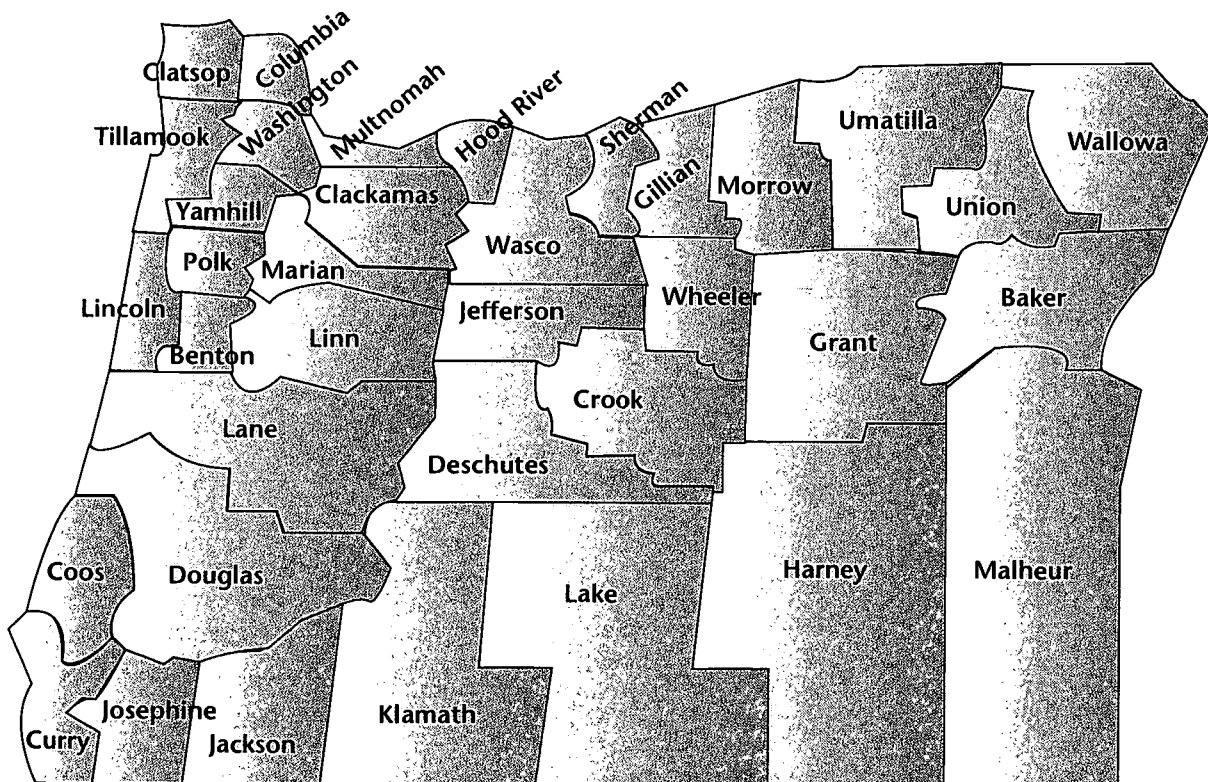 Columbia
Clatsop
Washington
Multnomah
Hood River
Sherman
Umatilla
Wallowa
Tillamook
Gillian
Morrow
Clackamas
Yamhill
Union
Wasco
Polk
Marian
Lincoln
Jefferson
Wheeler
Baker
Benton
Linn
Grant
Crook
Lane
Deschutes
Coos
Douglas
Lake
Harney
Malheur
Josephine
Klamath
Curry
Jackson